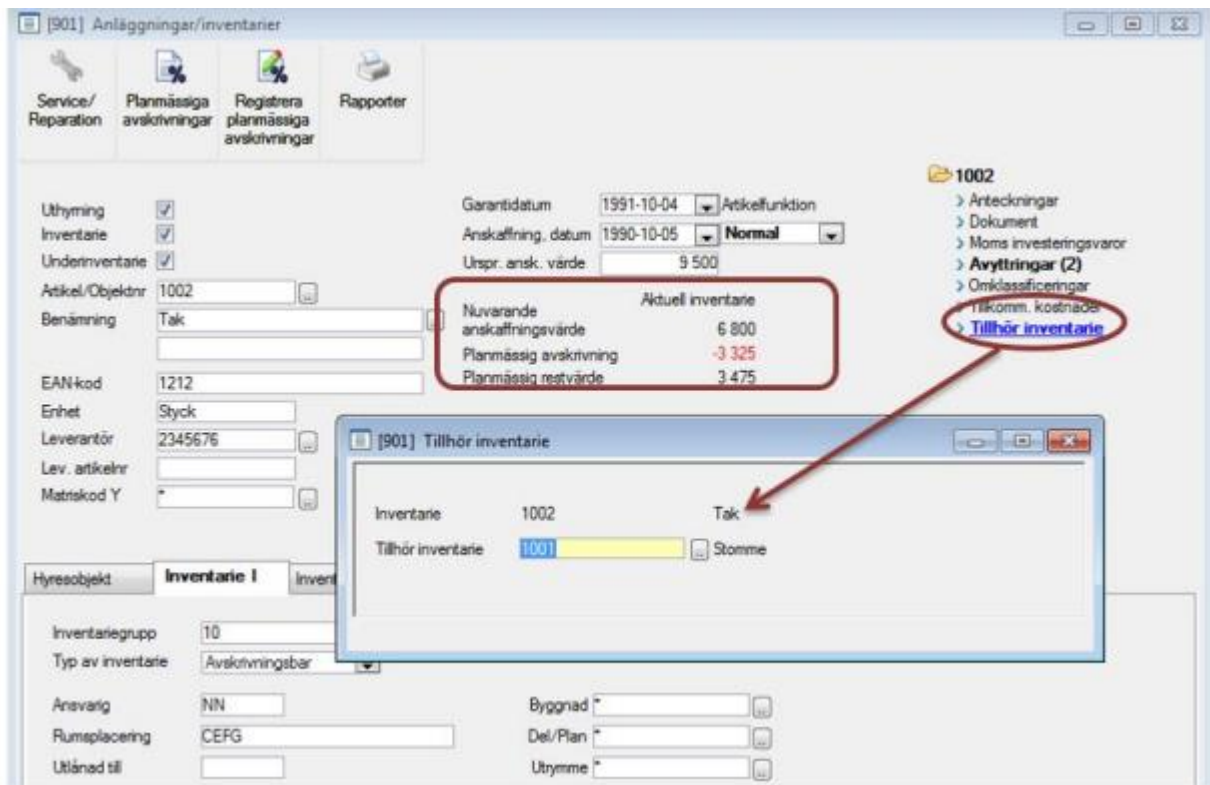 [901] Anläggningar/inventarier
Service/ Reparation
Planmässiga avskrivningar
Registrera planmässiga avskrivningar
Rapporter
Uthyrning
Inventarie
Underinventarie
Artikel/Objektnr 1002
Benämning Tak
EAN-kod 1212
Enhet Styck
Leverantör 2345676
Lev. artikelnr
Matriskod Y *
Garantidatum 1991-10-04 Artikelfunktion
Anskaffning, datum 1990-10-05 Normal
Urspr. ansk. värde 9 500
Aktuell inventarie
Nuvarande
anskaffningsvärde 6 800
Planmässig avskrivning -3 325
Planmässig restvärde 3 475
1002
Anteckningar
Dokument
Moms investeringsvaror
Avyttringar (2)
Omklassificeringar
Tillkomm. kostnader
Tillhör inventarie
[901] Tillhör inventarie
Inventarie 1002 Tak
Tillhör inventarie 1001 Stomme
Hyresobjekt Inventarie I Invent
Inventariegrupp 10
Typ av inventarie Avskrivningsbar
Ansvarig NN Byggnad *
Rumsplacering CEFG Del/Plan *
Utlånad till Utrymme *